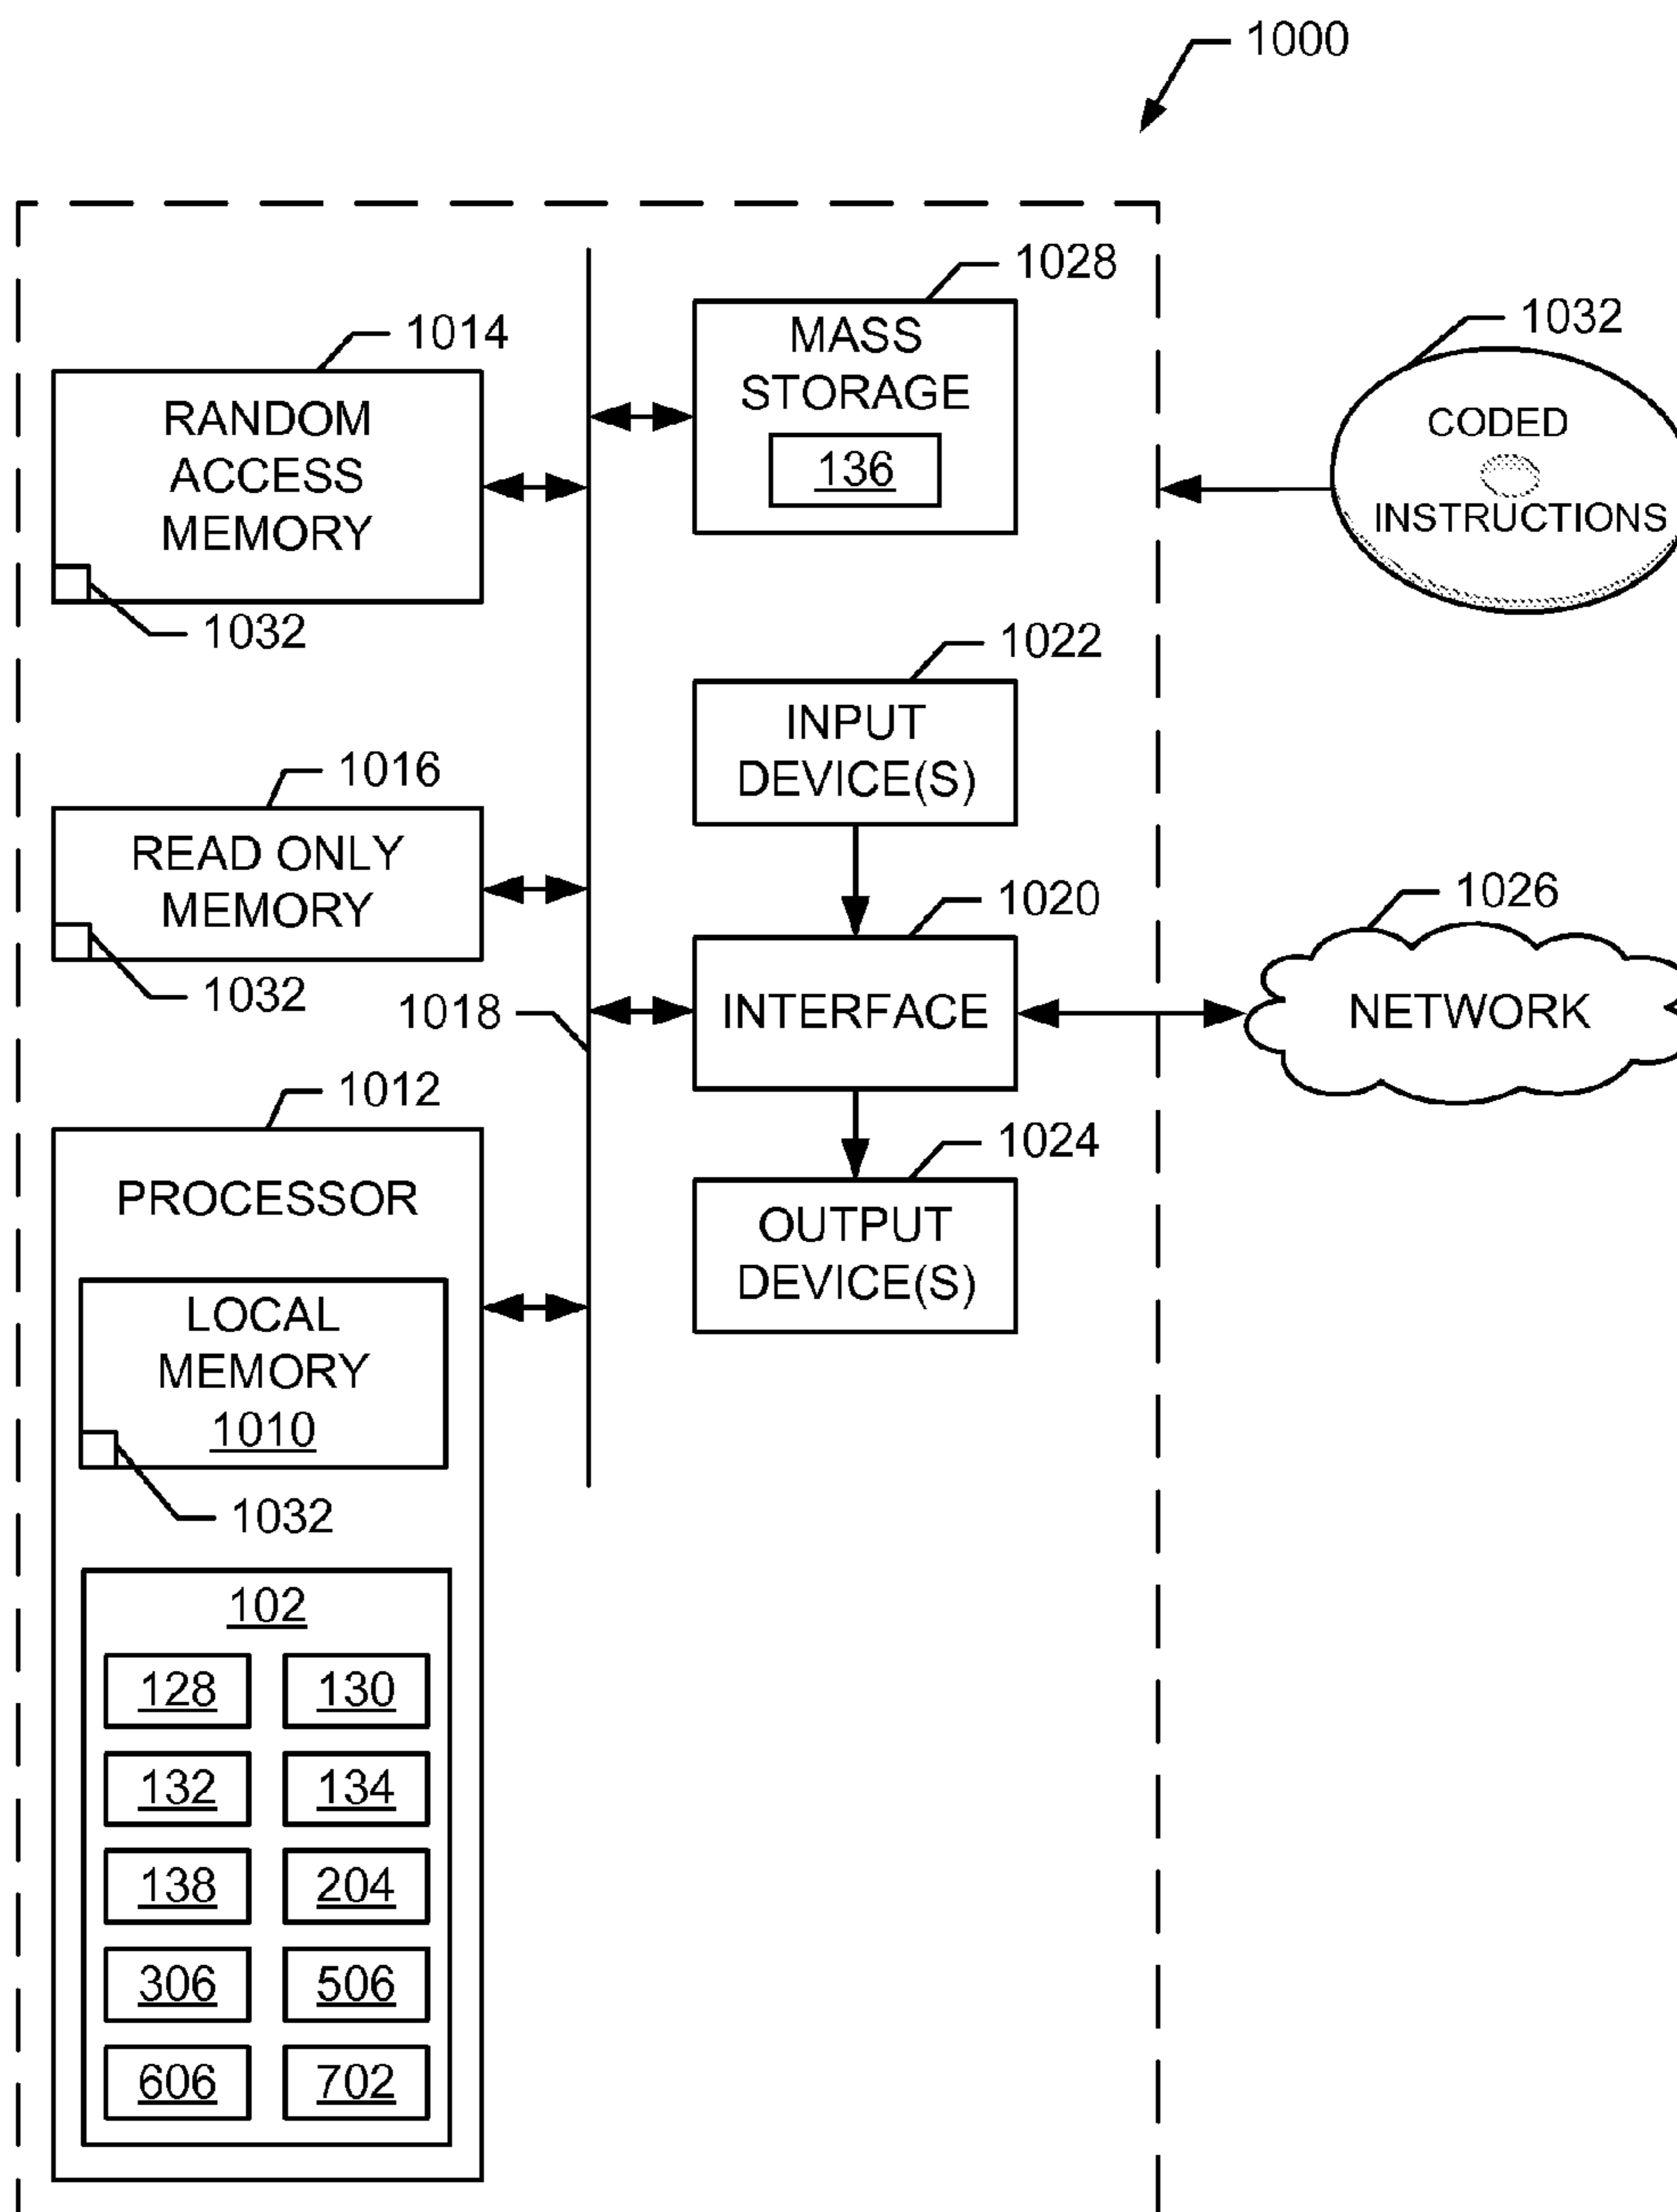 1000
1028
MASS
STORAGE
136
1014
RANDOM
ACCESS
MEMORY
1032
1032
CODED
INSTRUCTIONS
1022
INPUT
DEVICE(S)
1016
READ ONLY
MEMORY
1032
1018
1020
INTERFACE
1026
NETWORK
1012
PROCESSOR
LOCAL
MEMORY
1010
1032
1024
OUTPUT
DEVICE(S)
102
128 130
132 134
138 204
306 506
606 702